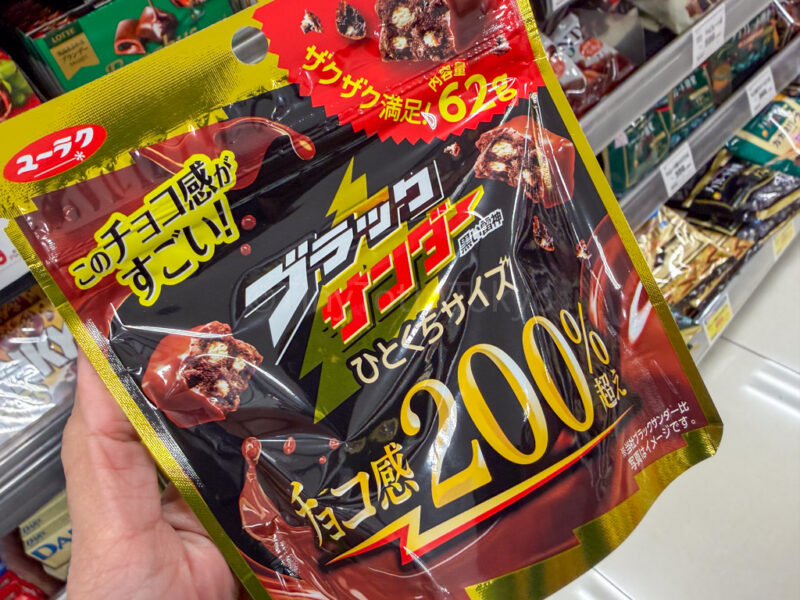 LOTTE
ユーラク
ザクザク満足!
内容量
62g
このチョコ感が
すごい!
ブラック
サンダー
黒い雷神
ひとくちサイズ
チョコ感200%超え
※当社ブラックサンダー比
写真はイメージです。